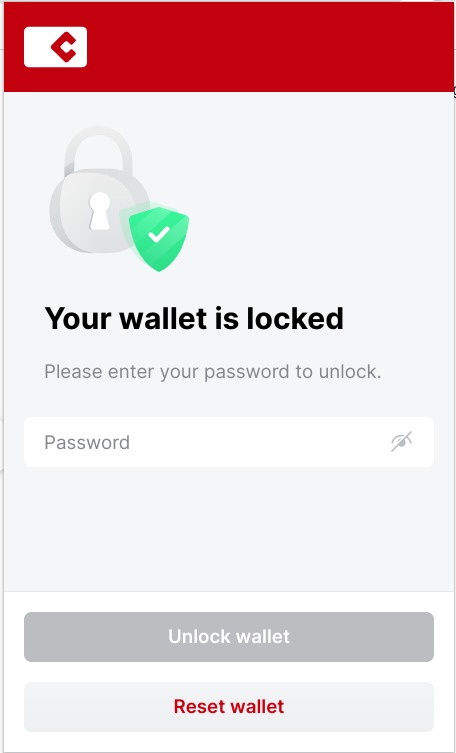 Your wallet is locked
Please enter your password to unlock.
Password
Unlock wallet
Reset wallet